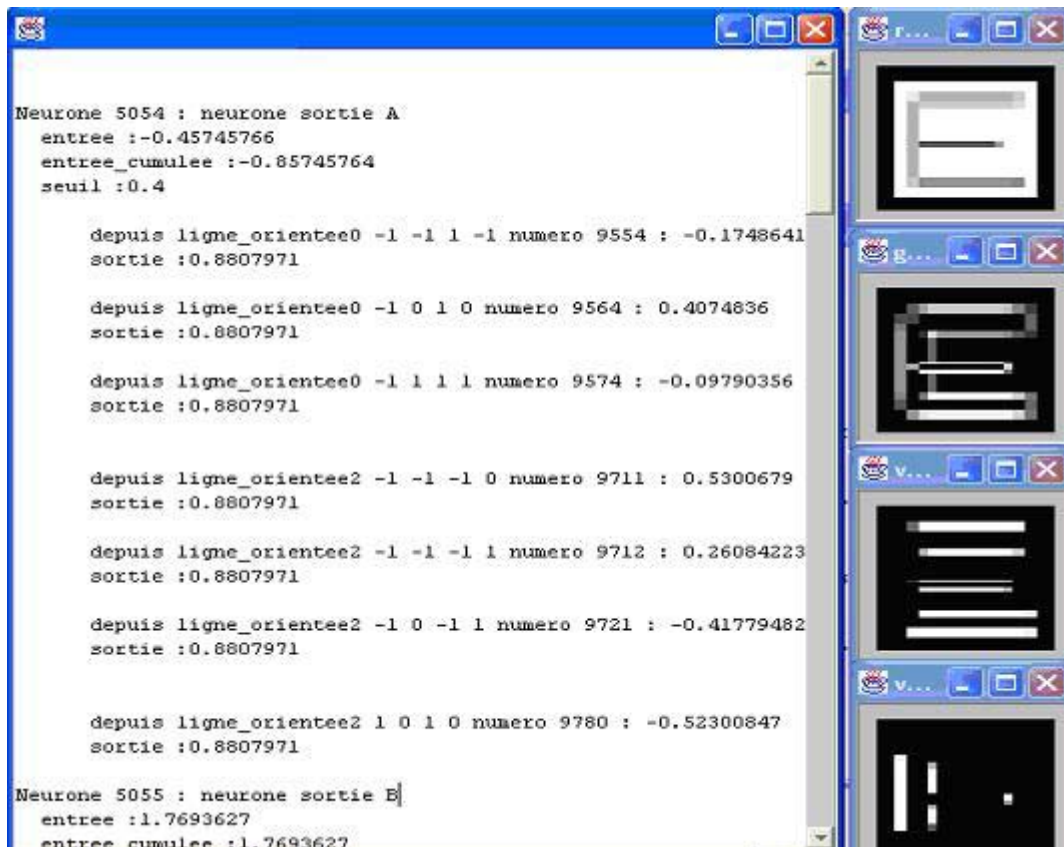 Neurone 5054 : neurone sortie A
entree :-0.45745766
entree_cumulee :-0.85745764
seuil :0.4
depuis ligne_orientee0 -1 -1 1 -1 numero 9554 : -0.1748641
sortie :0.8807971
depuis ligne_orientee0 -1 0 1 0 numero 9564 : 0.4074836
sortie :0.8807971
depuis ligne_orientee0 -1 1 1 1 numero 9574 : -0.09790356
sortie :0.8807971
depuis ligne_orientee2 -1 -1 -1 0 numero 9711 : 0.5300679
sortie :0.8807971
depuis ligne_orientee2 -1 -1 -1 1 numero 9712 : 0.26084223
sortie :0.8807971
depuis ligne_orientee2 -1 0 -1 1 numero 9721 : -0.41779482
sortie :0.8807971
depuis ligne_orientee2 1 0 1 0 numero 9780 : -0.52300847
sortie :0.8807971
Neurone 5055 : neurone sortie B
entree :1.7693627
entree_cumulee :1.7693627
r...
g...
v...
v...